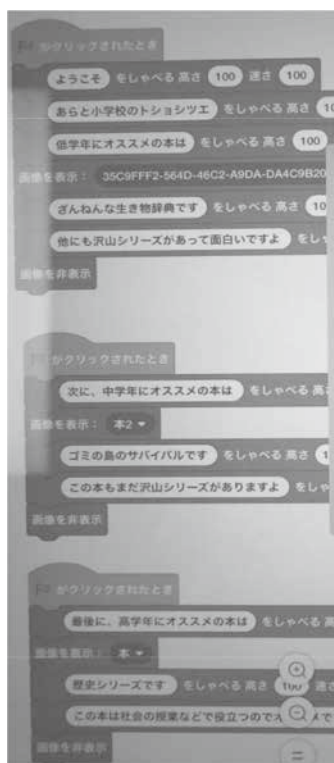 がクリックされたとき
ようこそ をしゃべる 高さ 100 速さ 100
あらと小学校のトショシツエ をしゃべる 高さ 10
低学年にオススメの本は をしゃべる 高さ 100
画像を表示： 35C9FFF2-564D-46C2-A9DA-DA4C9B20
ざんねんな生き物辞典です をしゃべる 高さ 10
他にも沢山シリーズがあって面白いですよ をし
画像を非表示
がクリックされたとき
次に、中学年にオススメの本は をしゃべる 高
画像を表示： 本2
ゴミの島のサバイバルです をしゃべる 高さ 1
この本もまだ沢山シリーズがありますよ をしゃ
画像を非表示
がクリックされたとき
最後に、高学年にオススメの本は をしゃべる 高
画像を表示： 本
歴史シリーズです をしゃべる 高さ 100 速さ
この本は社会の授業などで役立つので
画像を非表示